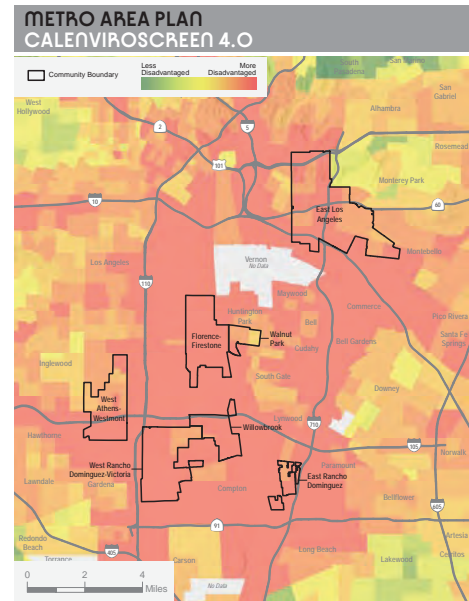 METRO AREA PLAN
CALENVIROSCREEN 4.0
Community Boundary
Less
Disadvantaged
More
Disadvantaged
South
Pasadena
San Marino
San
Gabriel
West
Hollywood
2
5
Alhambra
101
Rosemead
Monterey Park
10
60
East Los
Angeles
Los Angeles
Vernon
No Data
Montebello
110
Maywood
Commerce
Huntington
Park
Bell
Pico Rivera
Florence-
Firestone
Walnut
Park
Cudahy
Bell Gardens
Santa Fe
Springs
Inglewood
South Gate
Downey
West
Athens-
Westmont
Willowbrook
Lynwood
710
Hawthorne
105
Norwalk
West Rancho
Dominguez-Victoria
Paramount
Lawndale
Gardena
Compton
East Rancho
Dominguez
Bellflower
605
91
Redondo
Beach
Artesia
405
Long Beach
Cerritos
Torrance
Carson
Lakewood
No Data
0 2 4
Miles